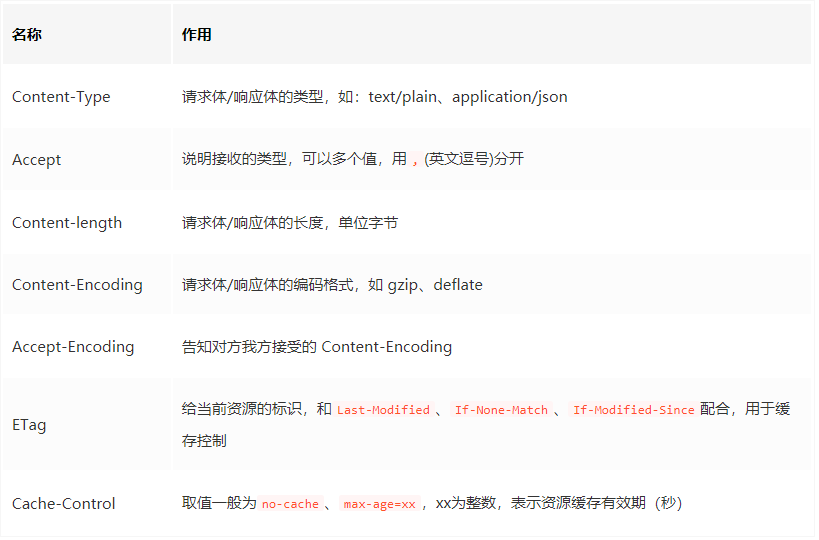 名称 作用
Content-Type 请求体/响应体的类型，如：text/plain、application/json
Accept 说明接收的类型，可以多个值，用 , (英文逗号)分开
Content-length 请求体/响应体的长度，单位字节
Content-Encoding 请求体/响应体的编码格式，如 gzip、deflate
Accept-Encoding 告知对方我方接受的 Content-Encoding
ETag 给当前资源的标识，和 Last-Modified 、 If-None-Match 、 If-Modified-Since 配合，用于缓
存控制
Cache-Control 取值一般为 no-cache 、 max-age=xx ，xx为整数，表示资源缓存有效期（秒）